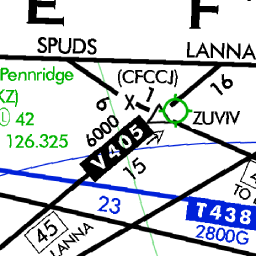 E F
SPUDS
LANNA
Pennridge
(CFCCJ)
KZ)
9
X
1
16
L 42
6000
ZUVIV
126.325
V405
15
TO
23
T438
45
2800G
LANNA